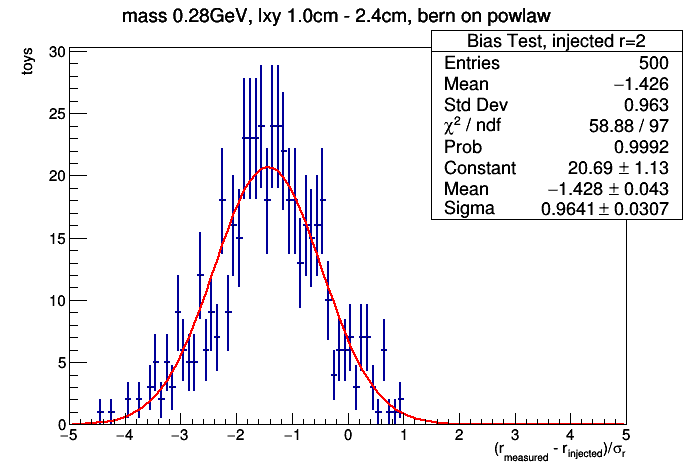 mass 0.28GeV, lxy 1.0cm - 2.4cm, bern on powlaw
Bias Test, injected r=2
Entries 500
Mean −1.426
Std Dev 0.963
χ² / ndf 58.88 / 97
Prob 0.9992
Constant 20.69 ± 1.13
Mean −1.428 ± 0.043
Sigma 0.9641 ± 0.0307
toys
30
25
20
15
10
5
0
−5 −4 −3 −2 −1 0 1 2 3 4 5
(r_measured - r_injected)/σ_r